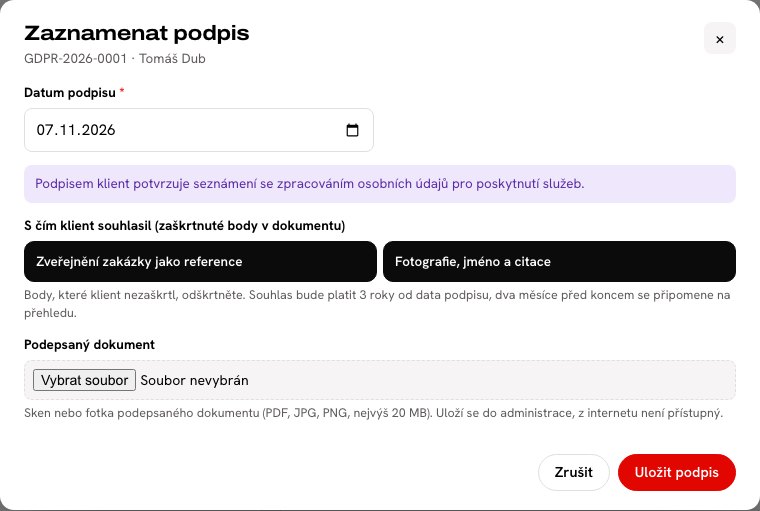 Zaznamenat podpis
×
GDPR-2026-0001 · Tomáš Dub
Datum podpisu *
07.11.2026
Podpisem klient potvrzuje seznámení se zpracováním osobních údajů pro poskytnutí služeb.
S čím klient souhlasil (zaškrtnuté body v dokumentu)
Zveřejnění zakázky jako reference
Fotografie, jméno a citace
Body, které klient nezaškrtl, odškrtněte. Souhlas bude platit 3 roky od data podpisu, dva měsíce před koncem se připomene na
přehledu.
Podepsaný dokument
Vybrat soubor Soubor nevybrán
Sken nebo fotka podepsaného dokumentu (PDF, JPG, PNG, nejvýš 20 MB). Uloží se do administrace, z internetu není přístupný.
Zrušit
Uložit podpis